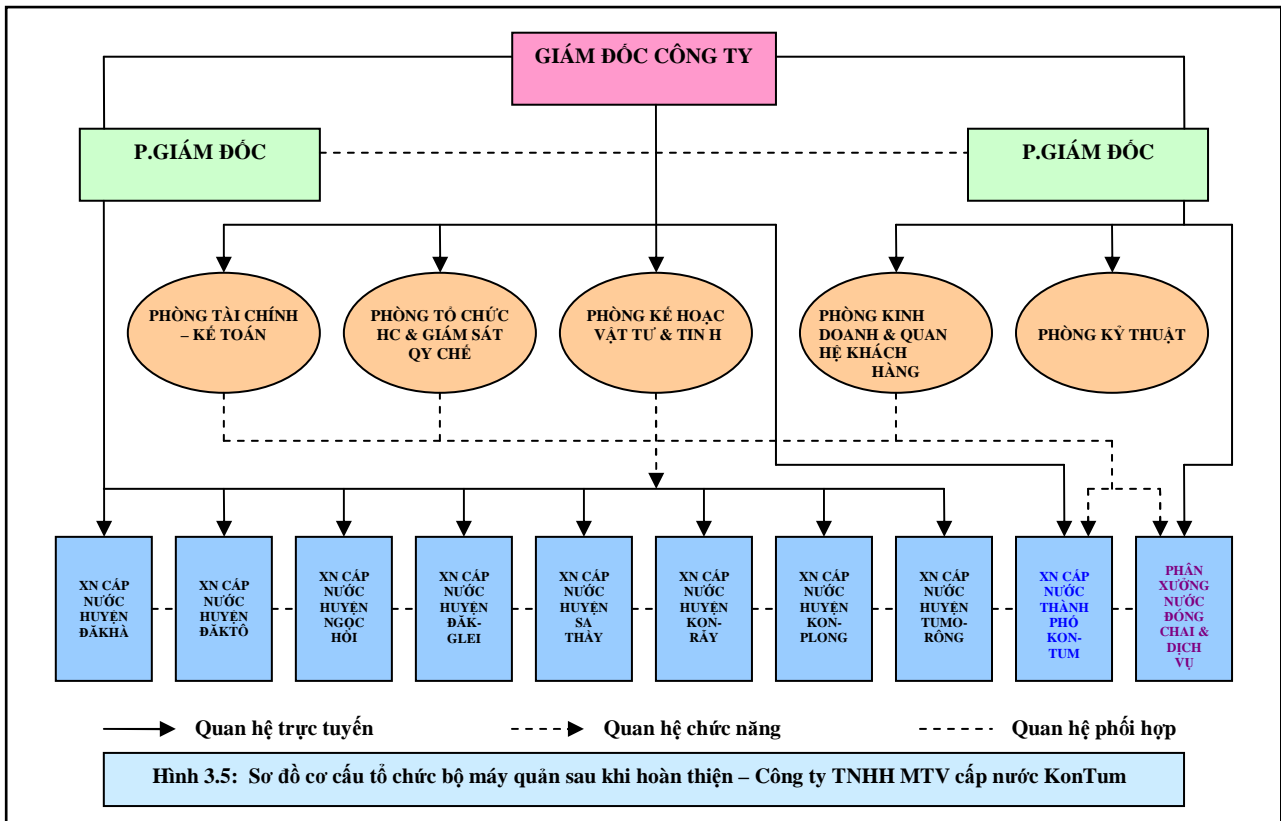 GIÁM ĐỐC CÔNG TY
P.GIÁM ĐỐC
P.GIÁM ĐỐC
PHÒNG TÀI CHÍNH
– KẾ TOÁN
PHÒNG TỔ CHỨC
HC & GIÁM SÁT
QY CHẾ
PHÒNG KẾ HOẠC
VẬT TƯ & TIN H
PHÒNG KINH
DOANH & QUAN
HỆ KHÁCH
HÀNG
PHÒNG KỸ THUẬT
XN CẤP
NƯỚC
HUYỆN
ĐĂKHÀ
XN CẤP
NƯỚC
HUYỆN
ĐĂKTÔ
XN CẤP
NƯỚC
HUYỆN
NGỌC
HỒI
XN CẤP
NƯỚC
HUYỆN
ĐĂK-
GLEI
XN CẤP
NƯỚC
HUYỆN
SA
THÀY
XN CẤP
NƯỚC
HUYỆN
KON-
RẪY
XN CẤP
NƯỚC
HUYỆN
KON-
PLONG
XN CẤP
NƯỚC
HUYỆN
TUMO-
RÔNG
XN CẤP
NƯỚC
THÀNH
PHỐ
KON-
TUM
PHÂN
XƯỞNG
NƯỚC
ĐÓNG
CHAI &
DỊCH
VỤ
Quan hệ trực tuyến
Quan hệ chức năng
Quan hệ phối hợp
Hình 3.5: Sơ đồ cơ cấu tổ chức bộ máy quản sau khi hoàn thiện – Công ty TNHH MTV cấp nước KonTum